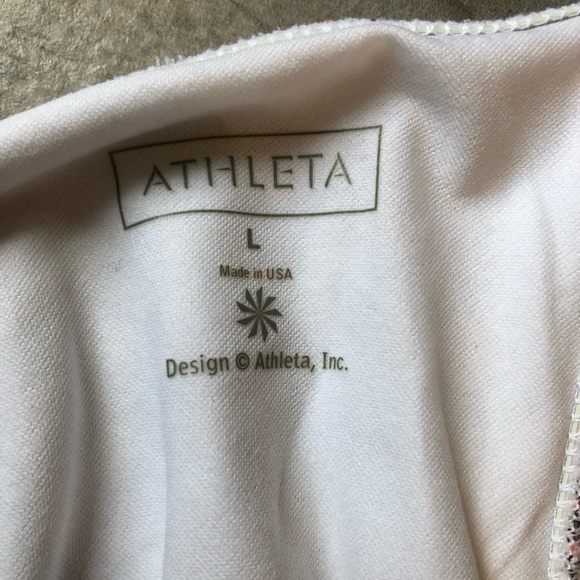 ATHLETA
L
Made in USA
Design © Athleta, Inc.